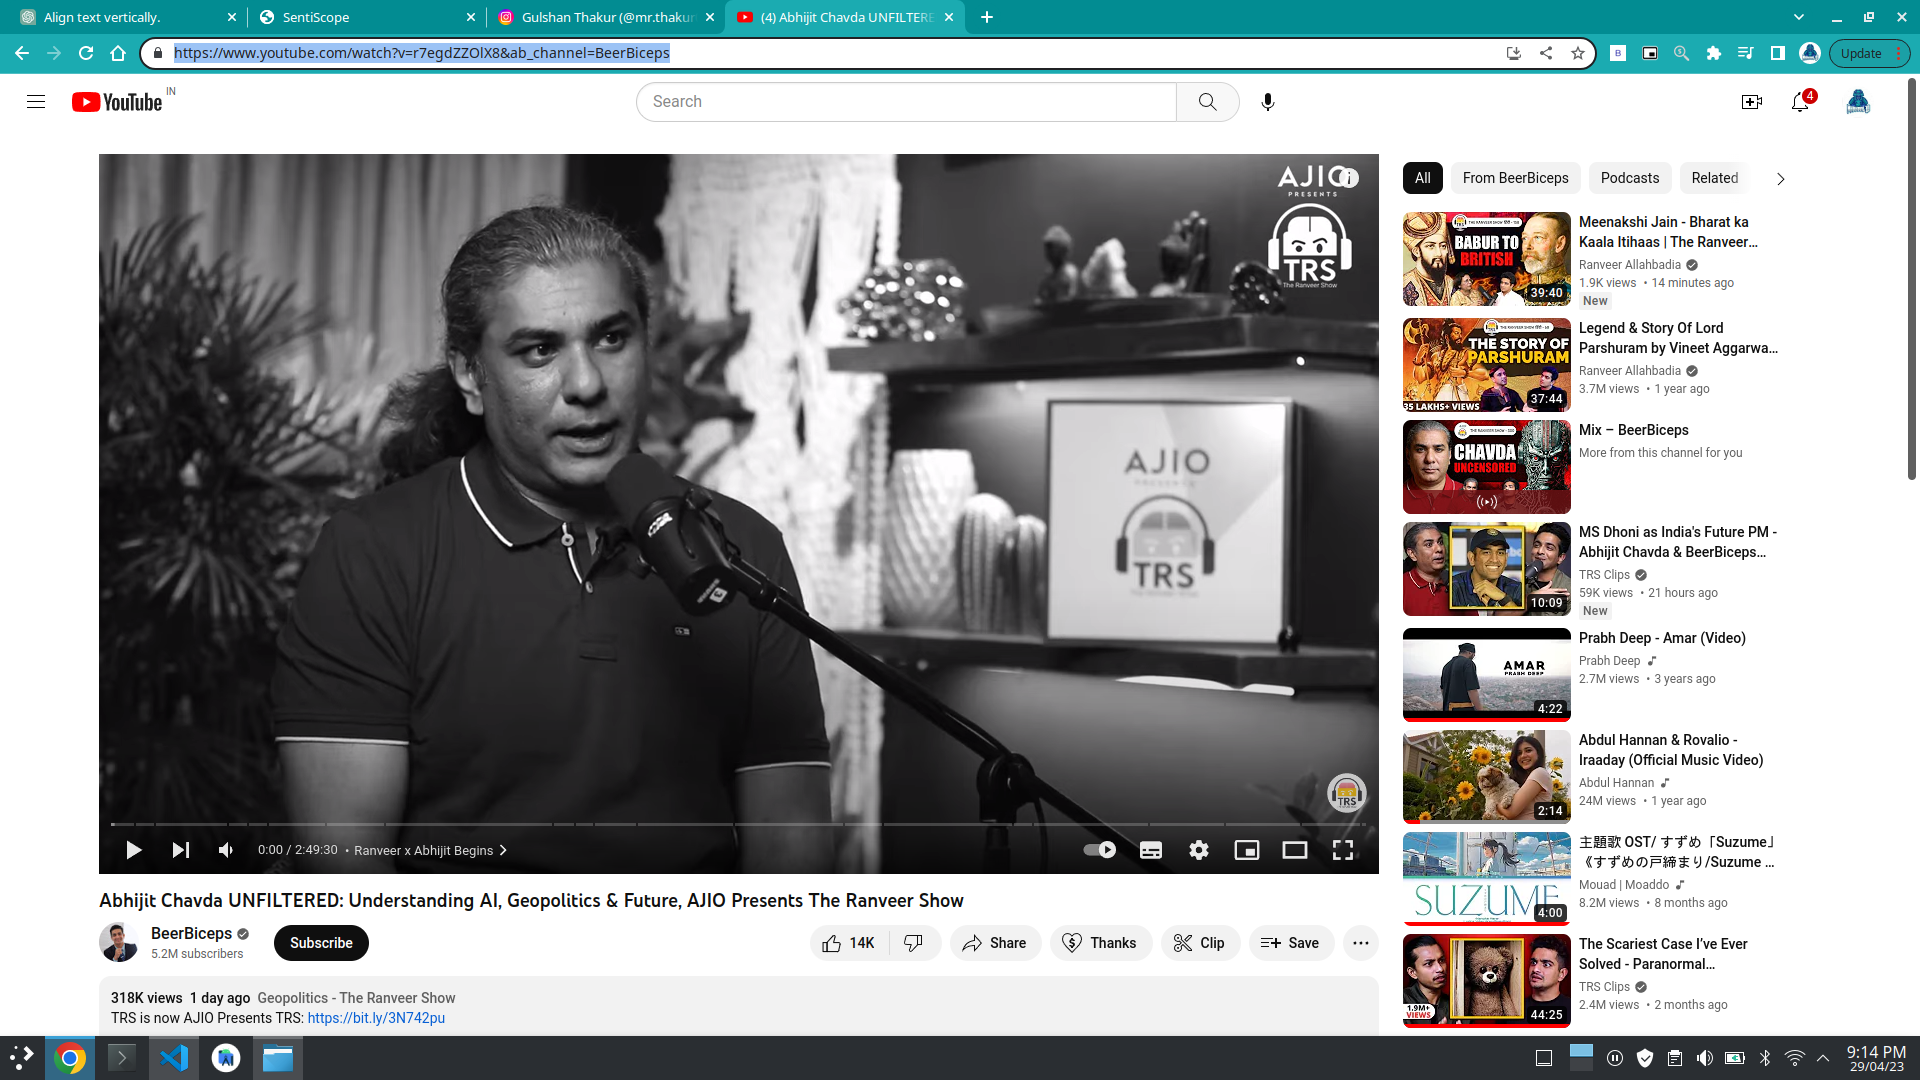 Align text vertically.
SentiScope
Gulshan Thakur (@mr.thakur
(4) Abhijit Chavda UNFILTERE
https://www.youtube.com/watch?v=r7egdZZOlX8&ab_channel=BeerBiceps
Update
YouTube IN
Search
4
AJIO
PRESENTS
TRS
The Ranveer Show
AJIO
PRESENTS
TRS
TRS
0:00 / 2:49:30 • Ranveer x Abhijit Begins
Abhijit Chavda UNFILTERED: Understanding AI, Geopolitics & Future, AJIO Presents The Ranveer Show
BeerBiceps
5.2M subscribers
Subscribe
14K
Share
Thanks
Clip
Save
318K views 1 day ago Geopolitics - The Ranveer Show
TRS is now AJIO Presents TRS: https://bit.ly/3N742pu
All
From BeerBiceps
Podcasts
Related
BABUR TO
BRITISH
39:40
Meenakshi Jain - Bharat ka
Kaala Itihaas | The Ranveer...
Ranveer Allahbadia
1.9K views • 14 minutes ago
New
THE STORY OF
PARSHURAM
35 LAKHS+ VIEWS
37:44
Legend & Story Of Lord
Parshuram by Vineet Aggarwa...
Ranveer Allahbadia
3.7M views • 1 year ago
CHAVDA
UNCENSORED
Mix – BeerBiceps
More from this channel for you
10:09
MS Dhoni as India's Future PM -
Abhijit Chavda & BeerBiceps...
TRS Clips
59K views • 21 hours ago
New
AMAR
PRABH DEEP
4:22
Prabh Deep - Amar (Video)
Prabh Deep
2.7M views • 3 years ago
2:14
Abdul Hannan & Rovalio -
Iraaday (Official Music Video)
Abdul Hannan
24M views • 1 year ago
SUZUME
4:00
主題歌 OST/ すずめ「Suzume」
《すずめの戸締まり/Suzume ...
Mouad | Moaddo
8.2M views • 8 months ago
1.9M+
VIEWS
44:25
The Scariest Case I've Ever
Solved - Paranormal...
TRS Clips
2.4M views • 2 months ago
9:14 PM
29/04/23